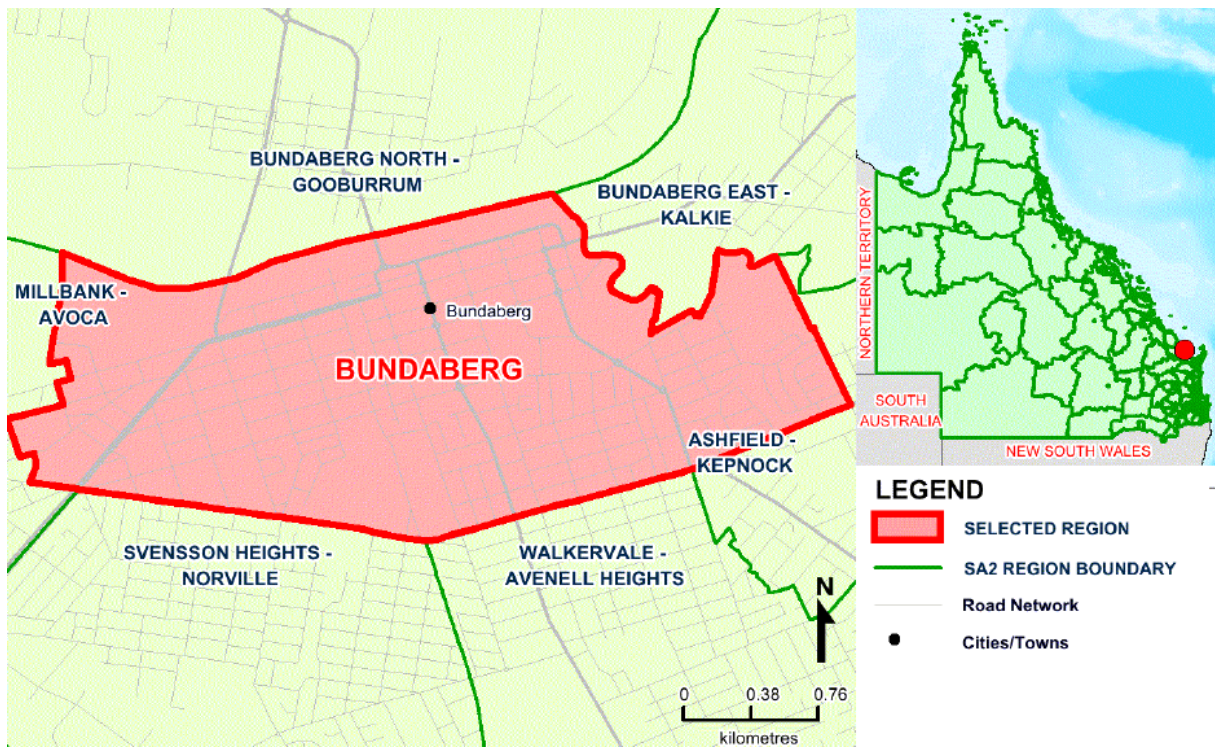 BUNDABERG NORTH -
GOOBURRUM
BUNDABERG EAST -
KALKIE
MILLBANK -
AVOCA
Bundaberg
BUNDABERG
ASHFIELD -
KEPNOCK
SVENSSON HEIGHTS -
NORVILLE
WALKERVALE -
AVENELL HEIGHTS
N
0 0.38 0.76
kilometres
NORTHERN TERRITORY
SOUTH
AUSTRALIA
NEW SOUTH WALES
LEGEND
SELECTED REGION
SA2 REGION BOUNDARY
Road Network
Cities/Towns